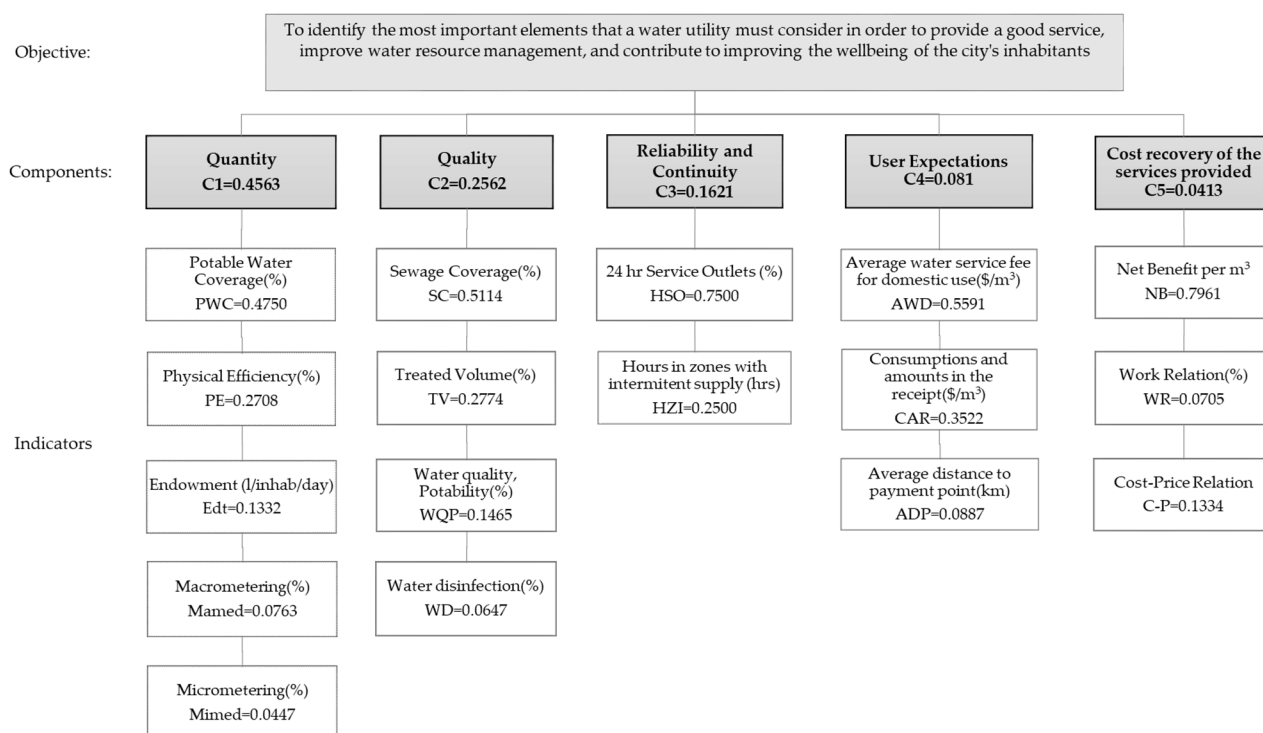 Objective:
To identify the most important elements that a water utility must consider in order to provide a good service,
improve water resource management, and contribute to improving the wellbeing of the city's inhabitants
Components:
Quantity
C1=0.4563
Quality
C2=0.2562
Reliability and
Continuity
C3=0.1621
User Expectations
C4=0.081
Cost recovery of the
services provided
C5=0.0413
Indicators
Potable Water
Coverage(%)
PWC=0.4750
Physical Efficiency(%)
PE=0.2708
Endowment (l/inhab/day)
Edt=0.1332
Macrometering(%)
Mamed=0.0763
Micrometering(%)
Mimed=0.0447
Sewage Coverage(%)
SC=0.5114
Treated Volume(%)
TV=0.2774
Water quality,
Potability(%)
WQP=0.1465
Water disinfection(%)
WD=0.0647
24 hr Service Outlets (%)
HSO=0.7500
Hours in zones with
intermitent supply (hrs)
HZI=0.2500
Average water service fee
for domestic use($/m³)
AWD=0.5591
Consumptions and
amounts in the
receipt($/m³)
CAR=0.3522
Average distance to
payment point(km)
ADP=0.0887
Net Benefit per m³
NB=0.7961
Work Relation(%)
WR=0.0705
Cost-Price Relation
C-P=0.1334